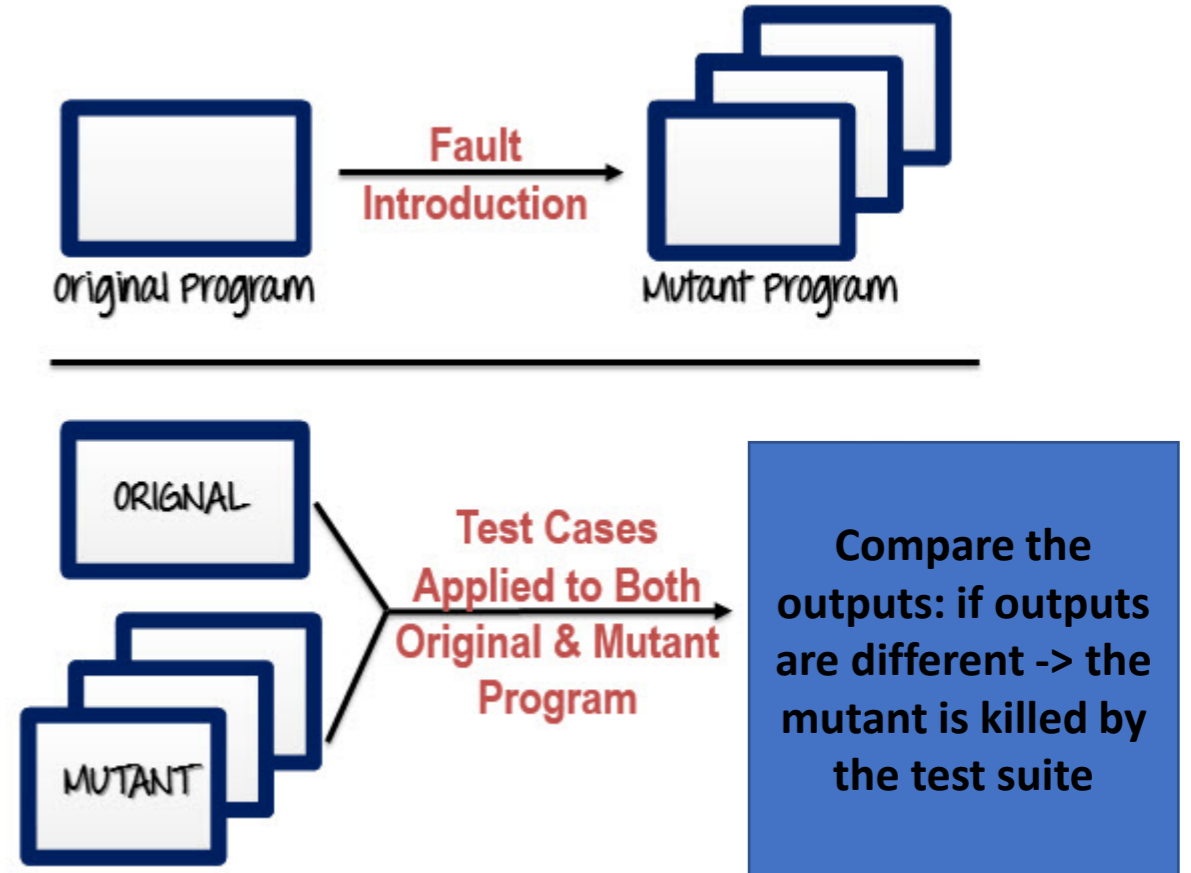 Fault
Introduction
Original Program
Mutant Program
ORIGNAL
MUTANT
Test Cases
Applied to Both
Original & Mutant
Program
Compare the
outputs: if outputs
are different -> the
mutant is killed by
the test suite